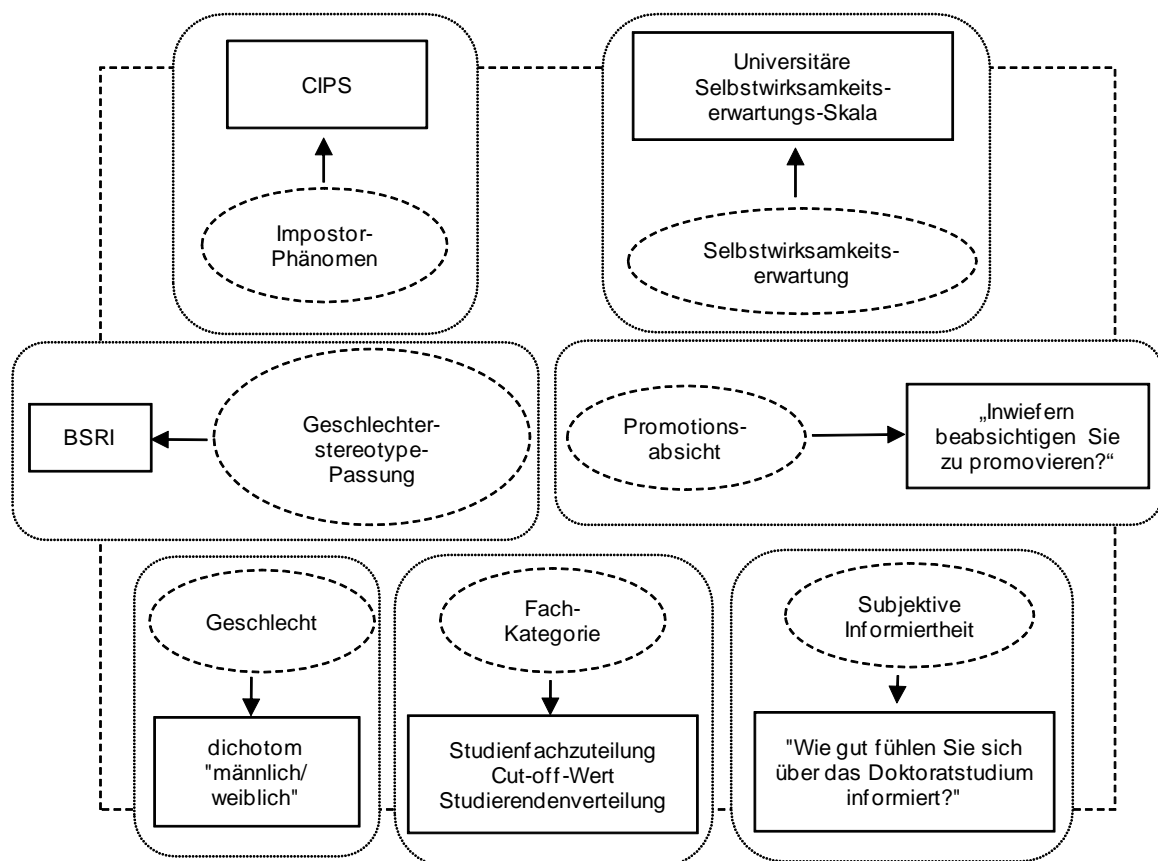 CIPS
Impostor-
Phänomen
Universitäre
Selbstwirksamkeits-
erwartungs-Skala
Selbstwirksamkeits-
erwartung
BSRI
Geschlechter-
stereotype-
Passung
Promotions-
absicht
„Inwiefern
beabsichtigen Sie
zu promovieren?“
Geschlecht
dichotom
"männlich/
weiblich"
Fach-
Kategorie
Studienfachzuteilung
Cut-off-Wert
Studierendenverteilung
Subjektive
Informiertheit
"Wie gut fühlen Sie sich
über das Doktoratstudium
informiert?"